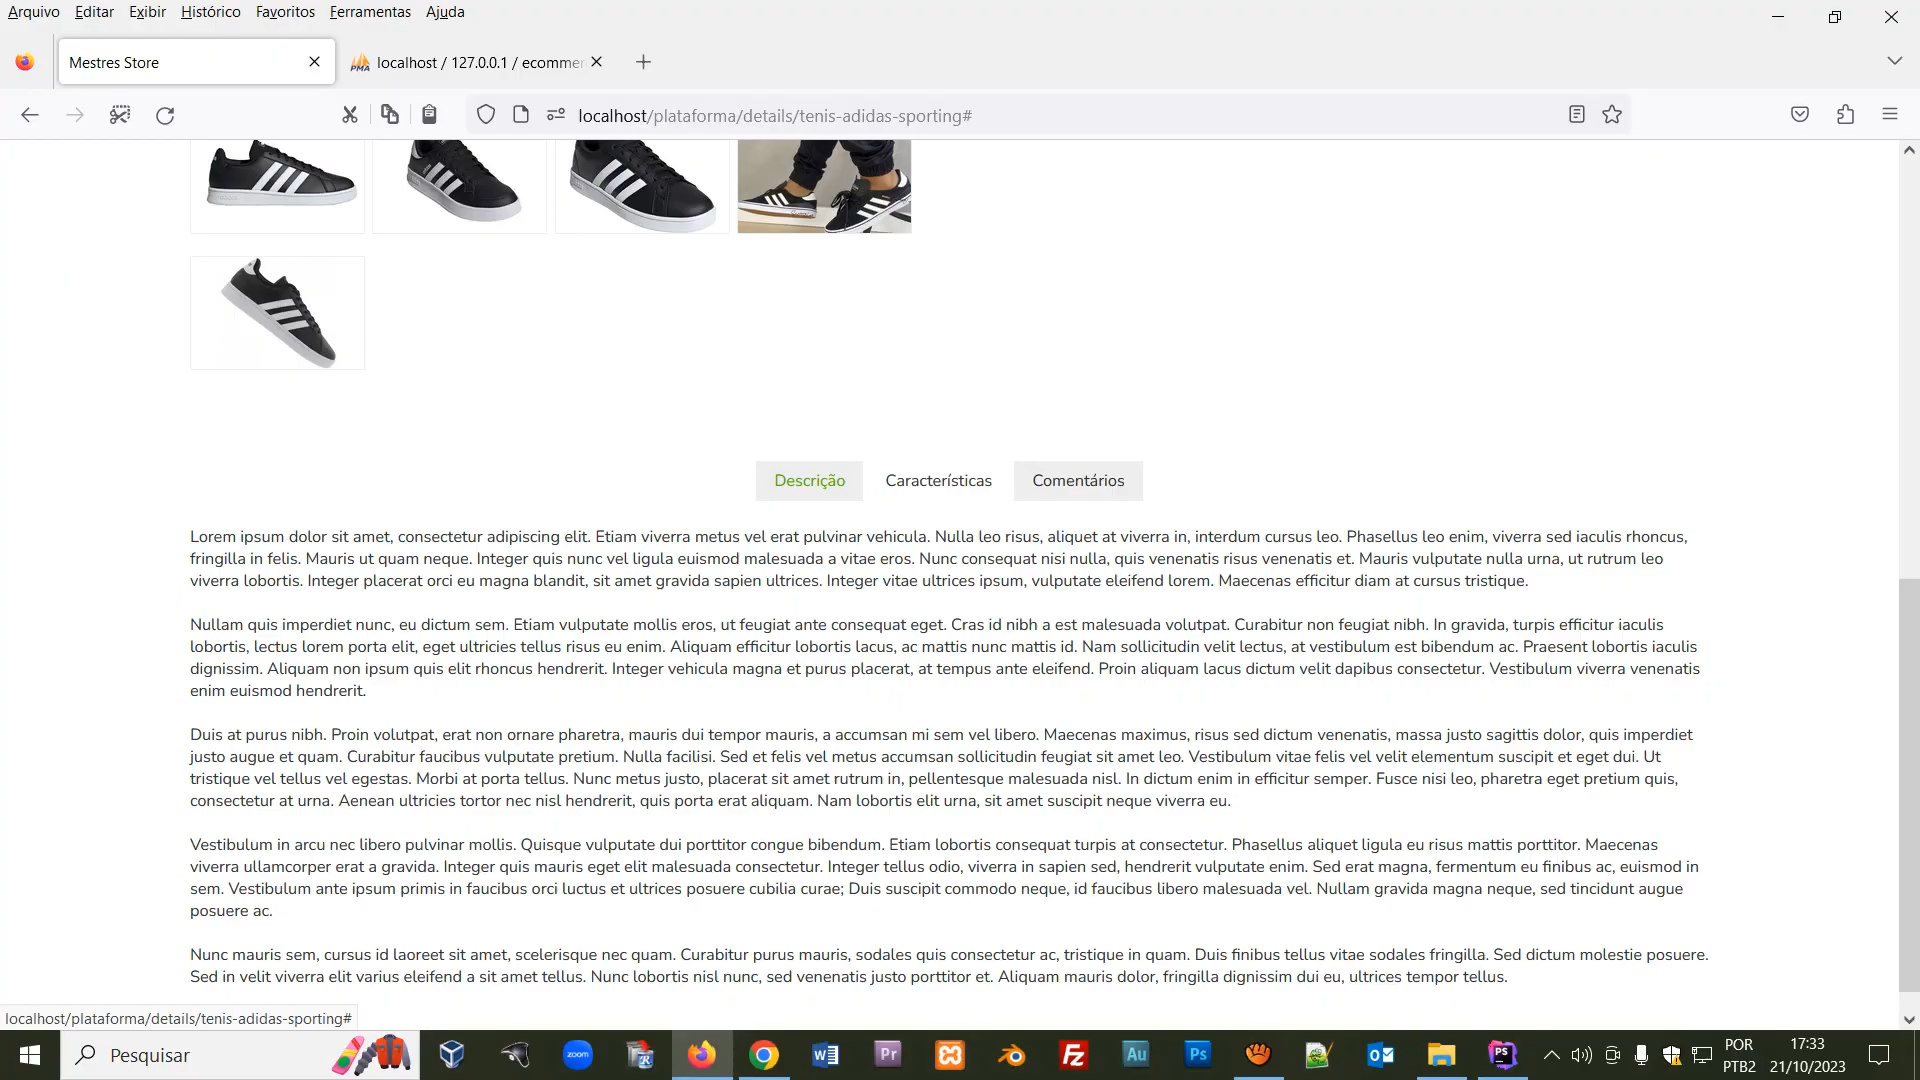 Arquivo Editar Exibir Histórico Favoritos Ferramentas Ajuda
Mestres Store
PMA localhost / 127.0.0.1 / ecommer
localhost/plataforma/details/tenis-adidas-sporting#
Descrição Características Comentários
Lorem ipsum dolor sit amet, consectetur adipiscing elit. Etiam viverra metus vel erat pulvinar vehicula. Nulla leo risus, aliquet at viverra in, interdum cursus leo. Phasellus leo enim, viverra sed iaculis rhoncus,
fringilla in felis. Mauris ut quam neque. Integer quis nunc vel ligula euismod malesuada a vitae eros. Nunc consequat nisi nulla, quis venenatis risus venenatis et. Mauris vulputate nulla urna, ut rutrum leo
viverra lobortis. Integer placerat orci eu magna blandit, sit amet gravida sapien ultrices. Integer vitae ultrices ipsum, vulputate eleifend lorem. Maecenas efficitur diam at cursus tristique.
Nullam quis imperdiet nunc, eu dictum sem. Etiam vulputate mollis eros, ut feugiat ante consequat eget. Cras id nibh a est malesuada volutpat. Curabitur non feugiat nibh. In gravida, turpis efficitur iaculis
lobortis, lectus lorem porta elit, eget ultricies tellus risus eu enim. Aliquam efficitur lobortis lacus, ac mattis nunc mattis id. Nam sollicitudin velit lectus, at vestibulum est bibendum ac. Praesent lobortis iaculis
dignissim. Aliquam non ipsum quis elit rhoncus hendrerit. Integer vehicula magna et purus placerat, at tempus ante eleifend. Proin aliquam lacus dictum velit dapibus consectetur. Vestibulum viverra venenatis
enim euismod hendrerit.
Duis at purus nibh. Proin volutpat, erat non ornare pharetra, mauris dui tempor mauris, a accumsan mi sem vel libero. Maecenas maximus, risus sed dictum venenatis, massa justo sagittis dolor, quis imperdiet
justo augue et quam. Curabitur faucibus vulputate pretium. Nulla facilisi. Sed et felis vel metus accumsan sollicitudin feugiat sit amet leo. Vestibulum vitae felis vel velit elementum suscipit et eget dui. Ut
tristique vel tellus vel egestas. Morbi at porta tellus. Nunc metus justo, placerat sit amet rutrum in, pellentesque malesuada nisl. In dictum enim in efficitur semper. Fusce nisi leo, pharetra eget pretium quis,
consectetur at urna. Aenean ultricies tortor nec nisl hendrerit, quis porta erat aliquam. Nam lobortis elit urna, sit amet suscipit neque viverra eu.
Vestibulum in arcu nec libero pulvinar mollis. Quisque vulputate dui porttitor congue bibendum. Etiam lobortis consequat turpis at consectetur. Phasellus aliquet ligula eu risus mattis porttitor. Maecenas
viverra ullamcorper erat a gravida. Integer quis mauris eget elit malesuada consectetur. Integer tellus odio, viverra in sapien sed, hendrerit vulputate enim. Sed erat magna, fermentum eu finibus ac, euismod in
sem. Vestibulum ante ipsum primis in faucibus orci luctus et ultrices posuere cubilia curae; Duis suscipit commodo neque, id faucibus libero malesuada vel. Nullam gravida magna neque, sed tincidunt augue
posuere ac.
Nunc mauris sem, cursus id laoreet sit amet, scelerisque nec quam. Curabitur purus mauris, sodales quis consectetur ac, tristique in quam. Duis finibus tellus vitae sodales fringilla. Sed dictum molestie posuere.
Sed in velit viverra elit varius eleifend a sit amet tellus. Nunc lobortis nisl nunc, sed venenatis justo porttitor et. Aliquam mauris dolor, fringilla dignissim dui eu, ultrices tempor tellus.
localhost/plataforma/details/tenis-adidas-sporting#
Pesquisar
zoom Pr Au Ps PS
POR
PTB2
17:33
21/10/2023